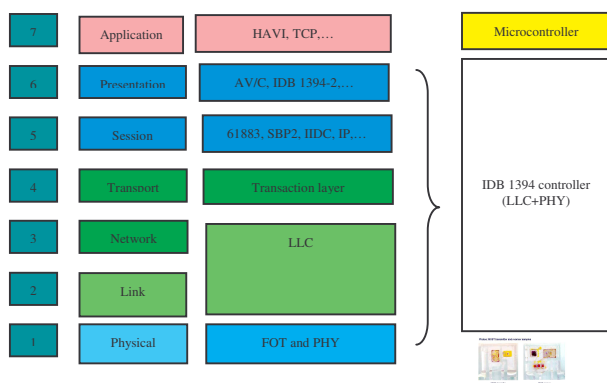 7
Application
HAVI, TCP,…
Microcontroller
6
Presentation
AV/C, IDB 1394-2,…
5
Session
61883, SBP2, IIDC, IP,…
4
Transport
Transaction layer
IDB 1394 controller
(LLC+PHY)
3
Network
LLC
2
Link
1
Physical
FOT and PHY